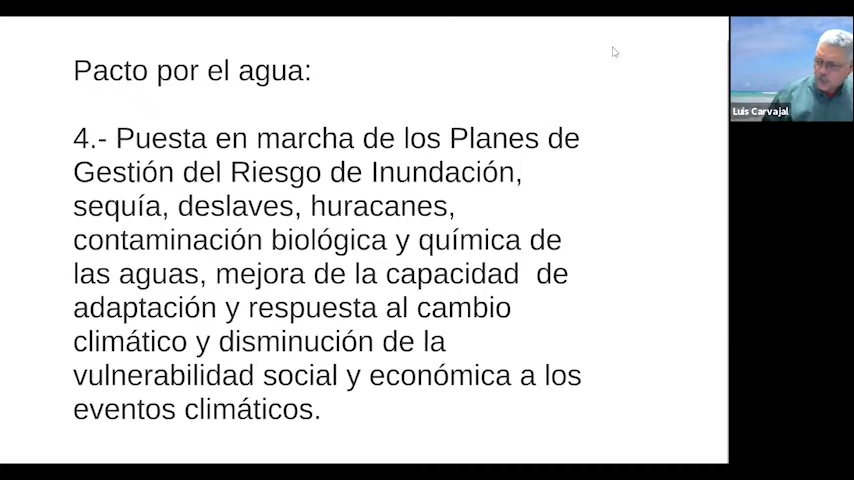 Pacto por el agua:
4.- Puesta en marcha de los Planes de
Gestión del Riesgo de Inundación,
sequía, deslaves, huracanes,
contaminación biológica y química de
las aguas, mejora de la capacidad  de
adaptación y respuesta al cambio
climático y disminución de la
vulnerabilidad social y económica a los
eventos climáticos.
Luis Carvajal